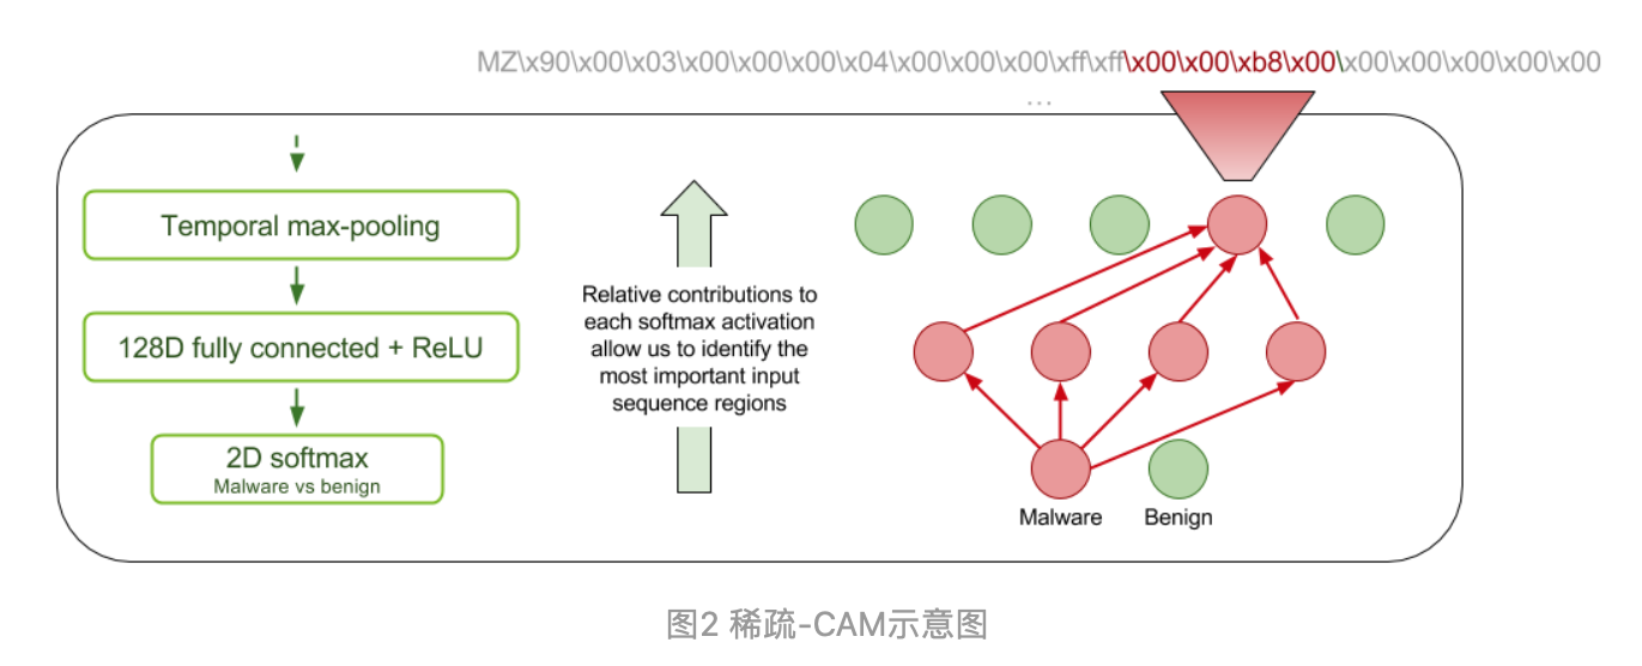 MZ\x90\x00\x03\x00\x00\x00\x04\x00\x00\x00\xff\xff\x00\x00\xb8\x00\x00\x00\x00\x00\x00
...
Temporal max-pooling
128D fully connected + ReLU
2D softmax
Malware vs benign
Relative contributions to
each softmax activation
allow us to identify the
most important input
sequence regions
Malware
Benign
图2 稀疏-CAM示意图